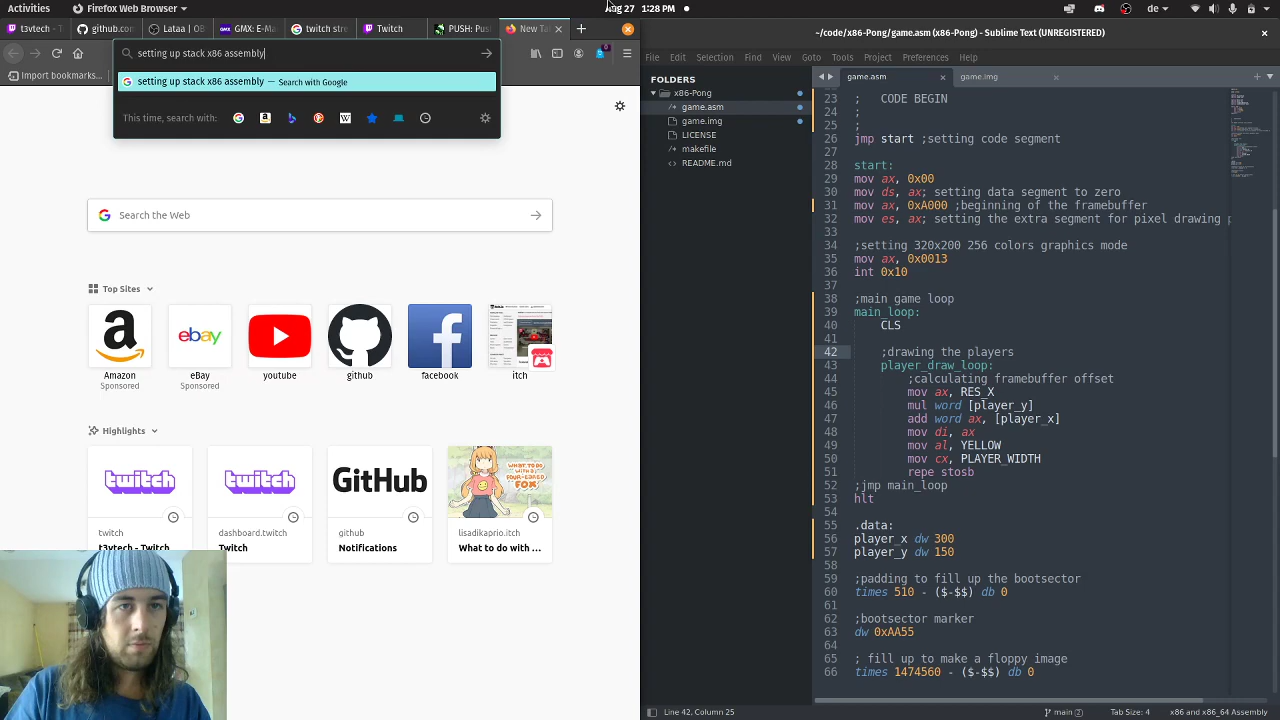 Activities
Firefox Web Browser
Aug 27 1:28 PM
t3vtech - T
github.com
Lataa | OB
GMX: E-Ma
twitch stre
Twitch
PUSH: Pus
New Tab
setting up stack x86 assembly
Import bookmarks...
setting up stack x86 assembly — Search with Google
This time, search with:
Search the Web
Top Sites
Amazon
Sponsored
eBay
Sponsored
youtube
github
facebook
itch
Highlights
twitch
t3vtech - Twitch
dashboard.twitch
Twitch
GitHub
github
Notifications
WHAT TO DO WITH A FOUR-EARED FOX
lisadikaprio.itch
What to do with ...
~/code/x86-Pong/game.asm (x86-Pong) - Sublime Text (UNREGISTERED)
File Edit Selection Find View Goto Tools Project Preferences Help
FOLDERS
x86-Pong
game.asm
game.img
LICENSE
makefile
README.md
game.asm
game.img
23 ;   CODE BEGIN
24 ;
25 ;
26 jmp start ;setting code segment
27
28 start:
29 mov ax, 0x00
30 mov ds, ax; setting data segment to zero
31 mov ax, 0xA000 ;beginning of the framebuffer
32 mov es, ax; setting the extra segment for pixel drawing
33
34 ;setting 320x200 256 colors graphics mode
35 mov ax, 0x0013
36 int 0x10
37
38 ;main game loop
39 main_loop:
40     CLS
41
42     ;drawing the players
43     player_draw_loop:
44         ;calculating framebuffer offset
45         mov ax, RES_X
46         mul word [player_y]
47         add word ax, [player_x]
48         mov di, ax
49         mov al, YELLOW
50         mov cx, PLAYER_WIDTH
51         repe stosb
52 ;jmp main_loop
53 hlt
54
55 .data:
56 player_x dw 300
57 player_y dw 150
58
59 ;padding to fill up the bootsector
60 times 510 - ($-$$) db 0
61
62 ;bootsector marker
63 dw 0xAA55
64
65 ; fill up to make a floppy image
66 times 1474560 - ($-$$) db 0
Line 42, Column 25
main (2)
Tab Size: 4
x86 and x86_64 Assembly